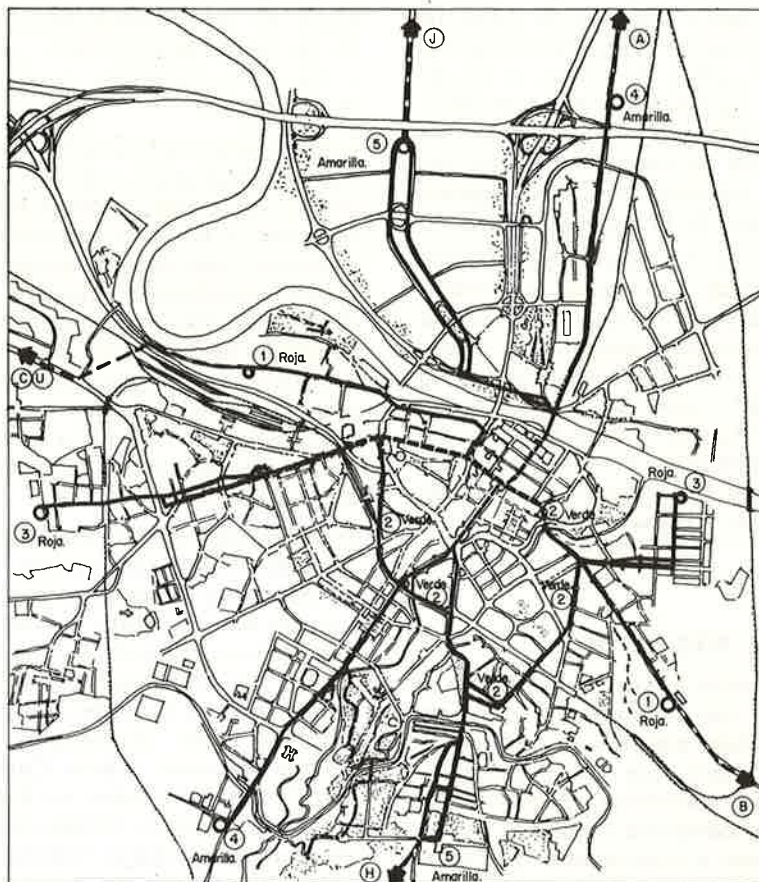 J
A
4
Amarilla.
5
Amarilla.
1 Roja.
C U
Roja.
3
3 Roja.
2
Verde.
2 Verde.
Verde
2
Verde.
2
Verde.
2
1
Roja.
B
4
Amarilla.
5
Amarilla.
H